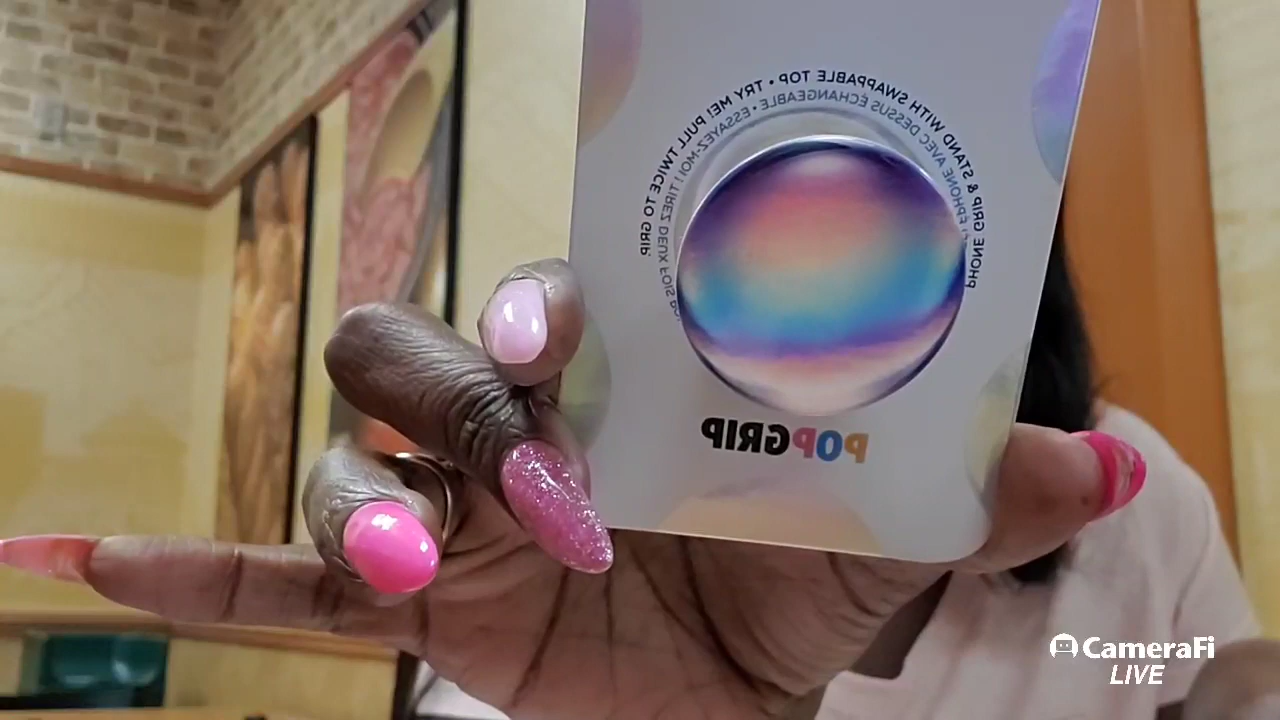 PHONE GRIP & STAND WITH SWAPPABLE TOP • TRY ME! PULL TWICE TO GRIP.
AVEC DESSUS ÉCHANGEABLE • ESSAYEZ-MOI! TIREZ DEUX FOIS
POPGRIP
CameraFi
LIVE